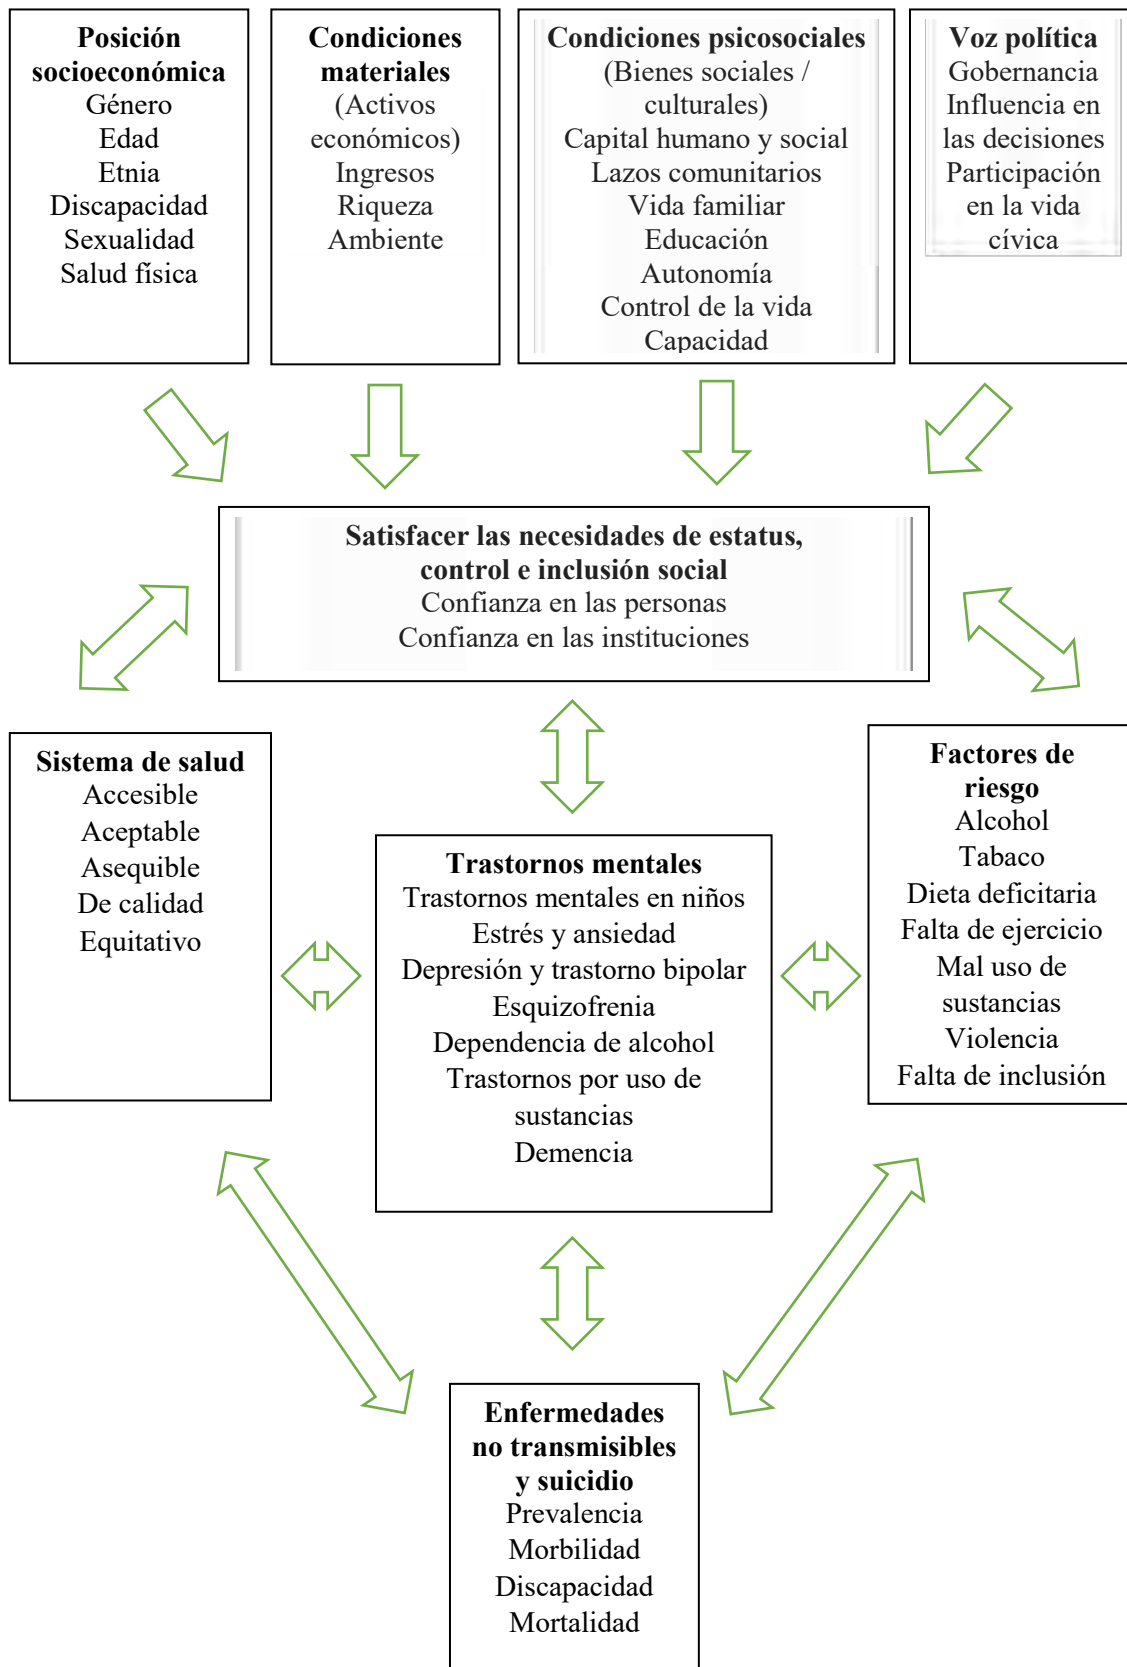 Posición
socioeconómica
Género
Edad
Etnia
Discapacidad
Sexualidad
Salud física
Condiciones
materiales
(Activos
económicos)
Ingresos
Riqueza
Ambiente
Condiciones psicosociales
(Bienes sociales /
culturales)
Capital humano y social
Lazos comunitarios
Vida familiar
Educación
Autonomía
Control de la vida
Capacidad
Voz política
Gobernancia
Influencia en
las decisiones
Participación
en la vida
cívica
Satisfacer las necesidades de estatus,
control e inclusión social
Confianza en las personas
Confianza en las instituciones
Sistema de salud
Accesible
Aceptable
Asequible
De calidad
Equitativo
Trastornos mentales
Trastornos mentales en niños
Estrés y ansiedad
Depresión y trastorno bipolar
Esquizofrenia
Dependencia de alcohol
Trastornos por uso de
sustancias
Demencia
Factores de
riesgo
Alcohol
Tabaco
Dieta deficitaria
Falta de ejercicio
Mal uso de
sustancias
Violencia
Falta de inclusión
Enfermedades
no transmisibles
y suicidio
Prevalencia
Morbilidad
Discapacidad
Mortalidad